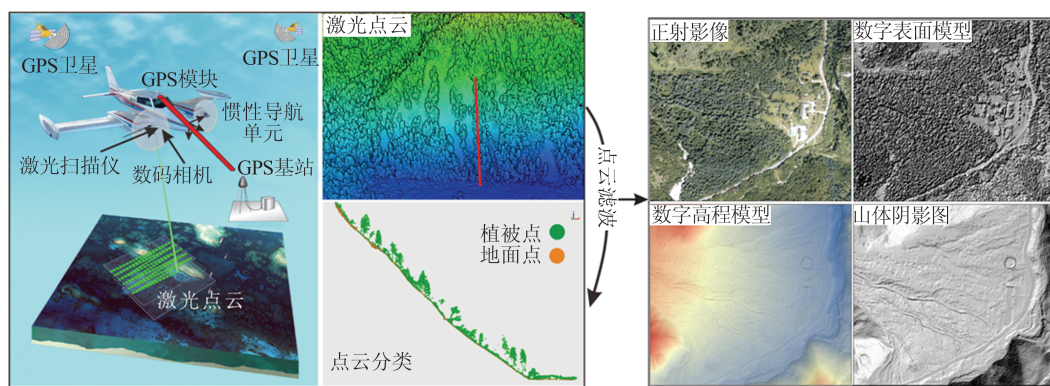 GPS卫星
GPS卫星
GPS模块
惯性导航
单元
激光扫描仪
数码相机
GPS基站
激光点云
激光点云
植被点
地面点
点云分类
点云滤波
正射影像
数字表面模型
数字高程模型
山体阴影图